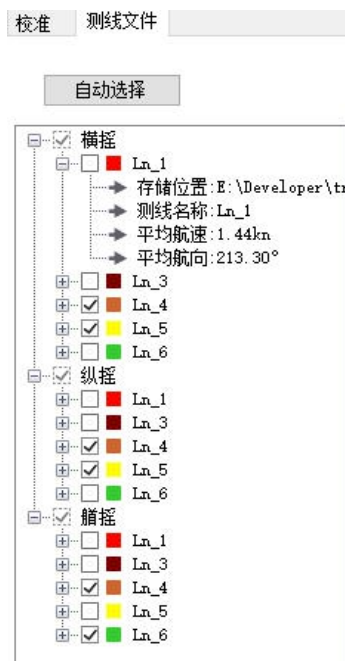 校准 测线文件
自动选择
横摇
Ln_1
存储位置:E:\Developer\tr
测线名称:Ln_1
平均航速:1.44kn
平均航向:213.30°
Ln_3
Ln_4
Ln_5
Ln_6
纵摇
Ln_1
Ln_3
Ln_4
Ln_5
Ln_6
艏摇
Ln_1
Ln_3
Ln_4
Ln_5
Ln_6